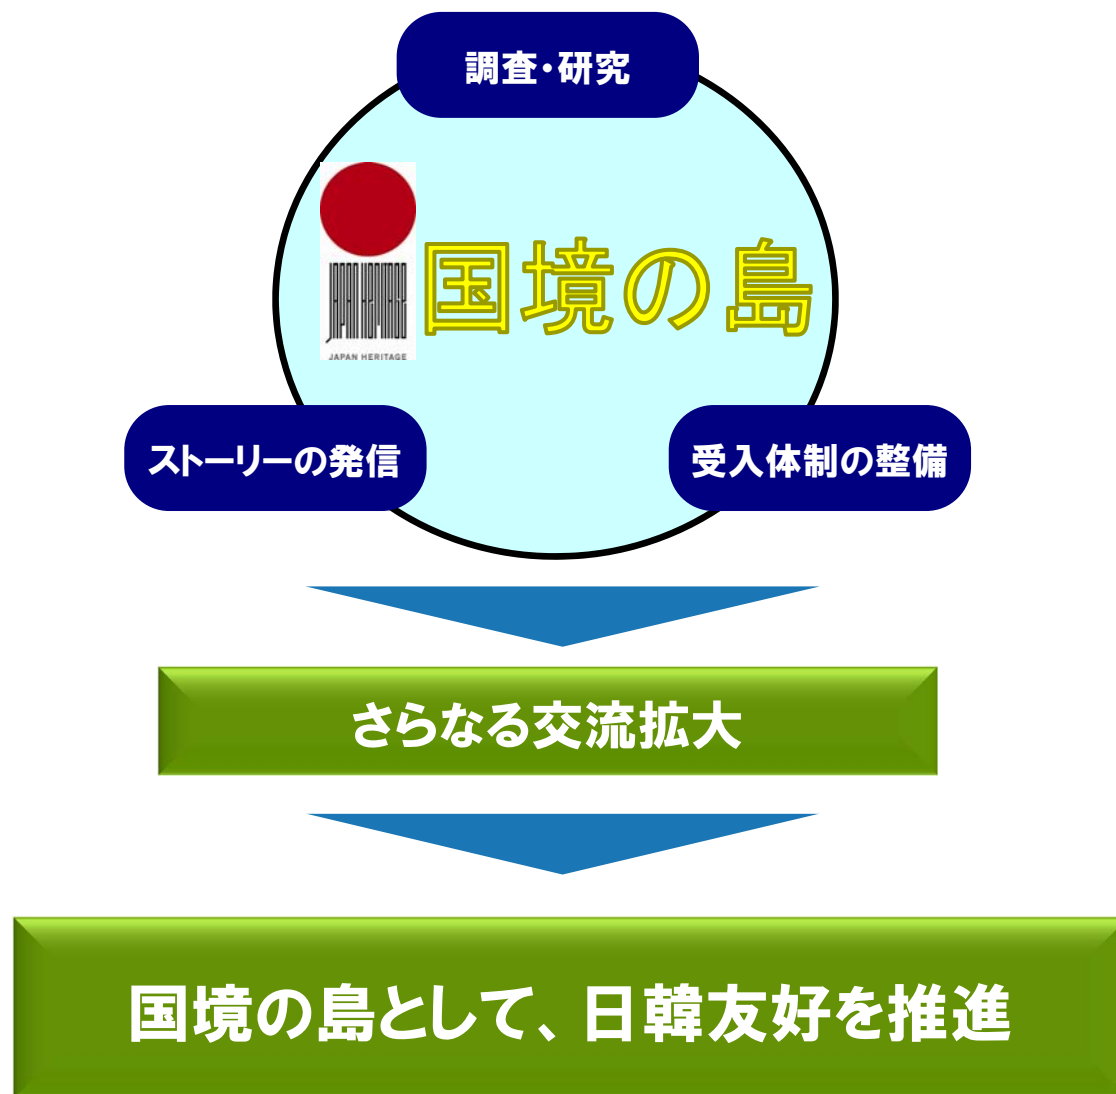 調査・研究
国境の島
JAPAN HERITAGE
JAPAN HERITAGE
ストーリーの発信
受入体制の整備
さらなる交流拡大
国境の島として、日韓友好を推進